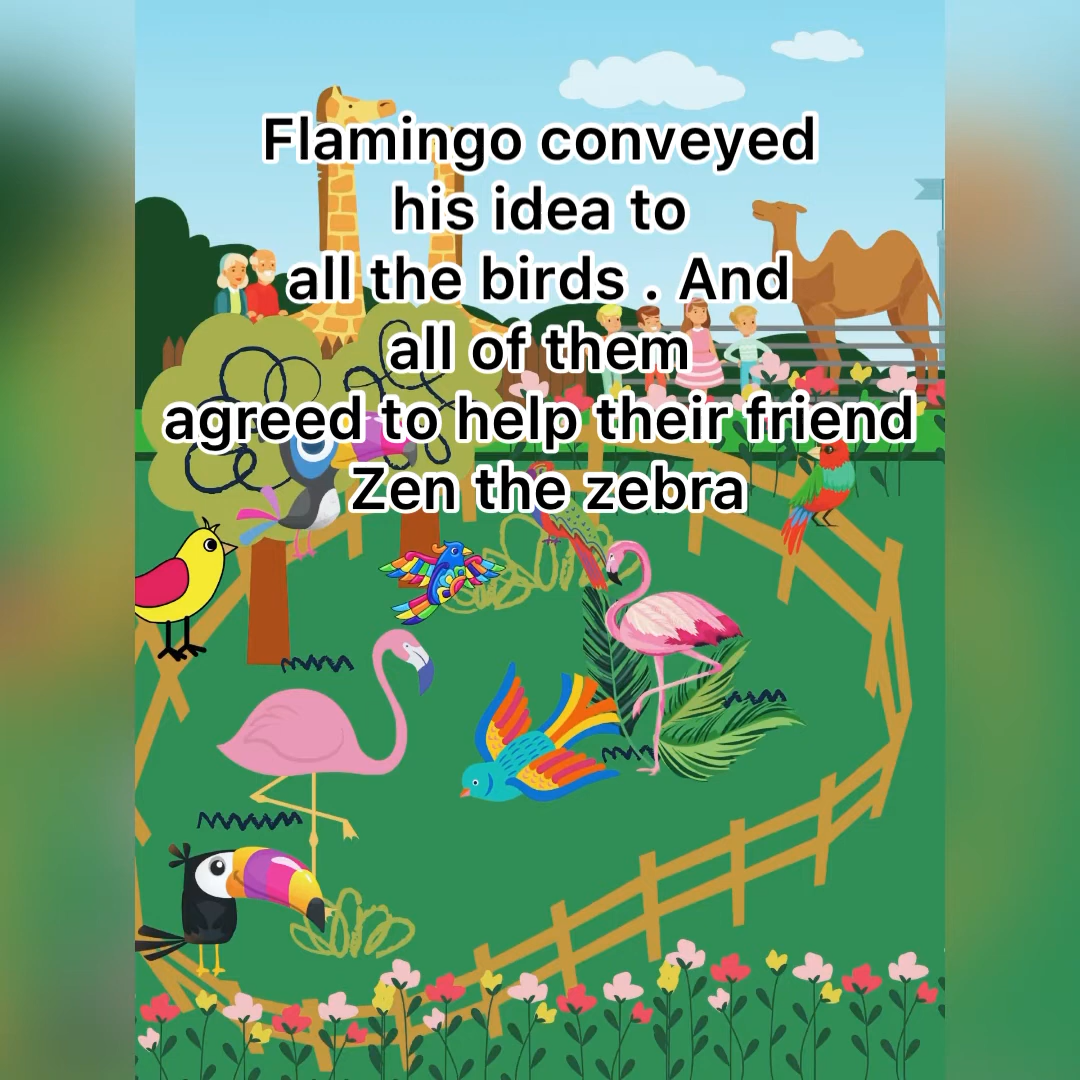 Flamingo conveyed
his idea to
all the birds . And
all of them
agreed to help their friend
Zen the zebra